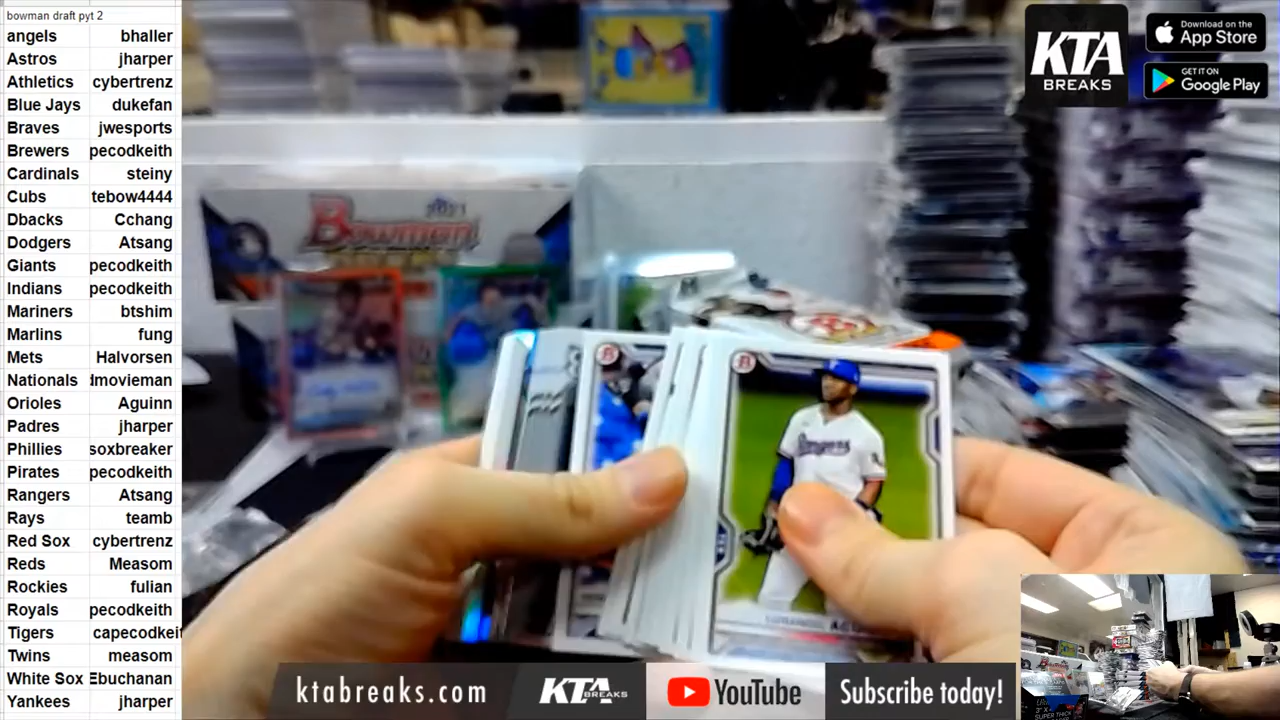 bowman draft pyt 2
angels bhaller
Astros jharper
Athletics cybertrenz
Blue Jays dukefan
Braves jwesports
Brewers pecodkeith
Cardinals steiny
Cubs tebow4444
Dbacks Cchang
Dodgers Atsang
Giants pecodkeith
Indians pecodkeith
Mariners btshim
Marlins fung
Mets Halvorsen
Nationals dmovieman
Orioles Aguinn
Padres jharper
Phillies soxbreaker
Pirates pecodkeith
Rangers Atsang
Rays teamb
Red Sox cybertrenz
Reds Measom
Rockies fulian
Royals pecodkeith
Tigers capecodkeit
Twins measom
White Sox Ebuchanan
Yankees jharper
KTA
BREAKS
Download on the
App Store
GET IT ON
Google Play
2021
Bowman
Rangers
ktabreaks.com
KTA
BREAKS
YouTube
Subscribe today!